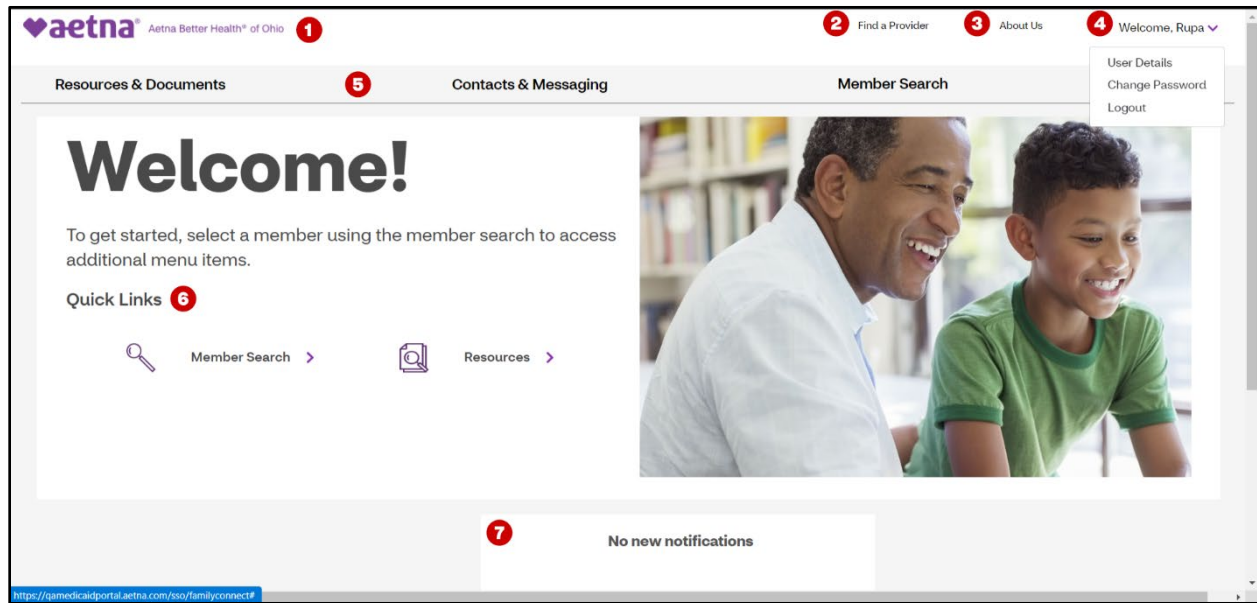 aetna® Aetna Better Health® of Ohio 1
2 Find a Provider 3 About Us 4 Welcome, Rupa
User Details
Change Password
Logout
Resources & Documents 5 Contacts & Messaging Member Search
Welcome!
To get started, select a member using the member search to access
additional menu items.
Quick Links 6
Member Search Resources
7 No new notifications
https://qamedicaidportal.aetna.com/sso/familyconnect#